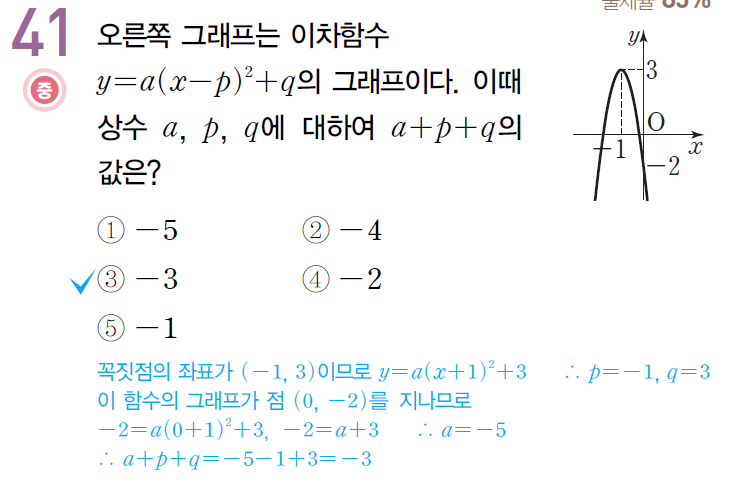 출제율 85%
41
중
오른쪽 그래프는 이차함수
y=a(x-p)²+q의 그래프이다. 이때
상수 a, p, q에 대하여 a+p+q의
값은?
y
3
O
-1
x
-2
① -5 ② -4
③ -3 ④ -2
⑤ -1
꼭짓점의 좌표가 (-1, 3)이므로 y=a(x+1)²+3 ∴ p=-1, q=3
이 함수의 그래프가 점 (0, -2)를 지나므로
-2=a(0+1)²+3, -2=a+3 ∴ a=-5
∴ a+p+q=-5-1+3=-3